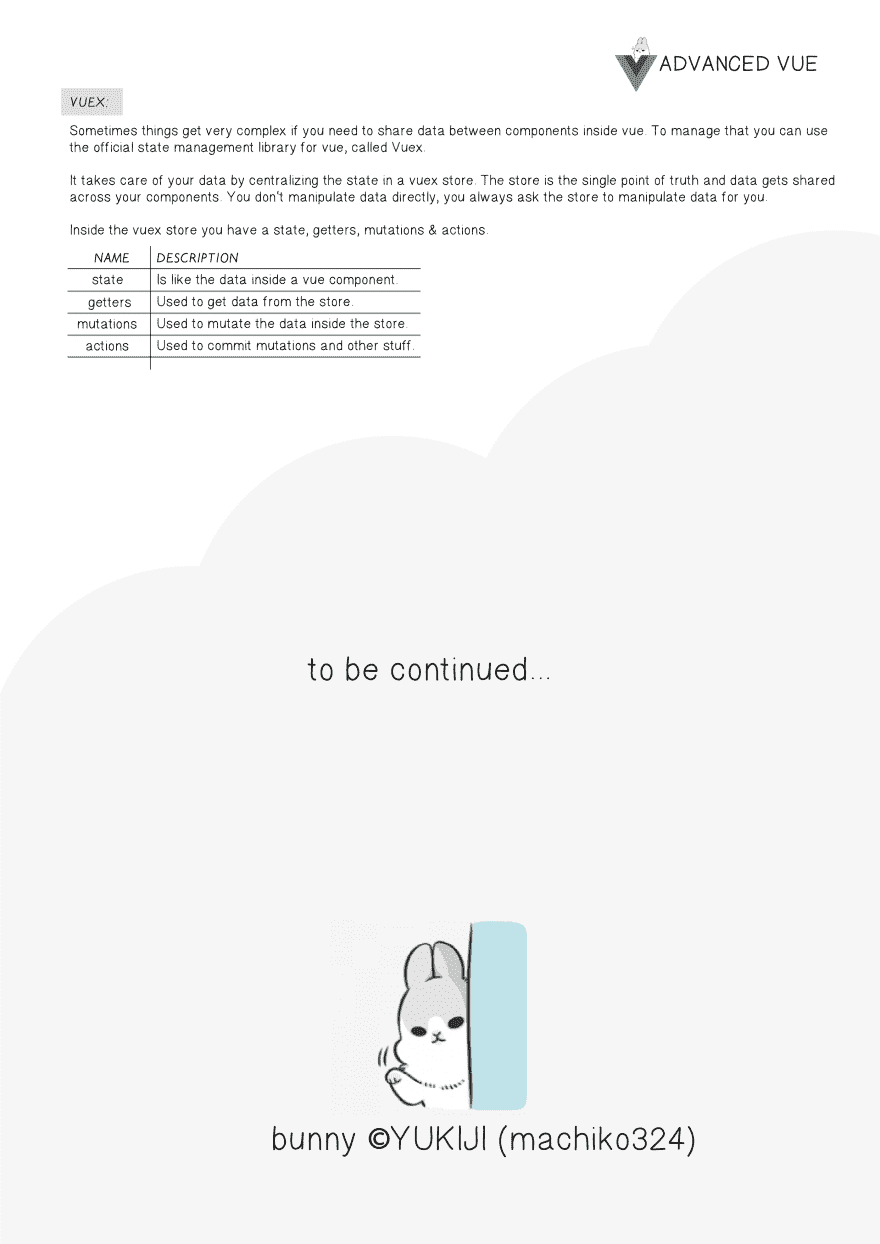 ADVANCED VUE
VUEX:
Sometimes things get very complex if you need to share data between components inside vue. To manage that you can use
the official state management library for vue, called Vuex.
It takes care of your data by centralizing the state in a vuex store. The store is the single point of truth and data gets shared
across your components. You don't manipulate data directly, you always ask the store to manipulate data for you.
Inside the vuex store you have a state, getters, mutations & actions.
NAME DESCRIPTION
state Is like the data inside a vue component.
getters Used to get data from the store.
mutations Used to mutate the data inside the store.
actions Used to commit mutations and other stuff.
to be continued...
bunny ©YUKIJI (machiko324)